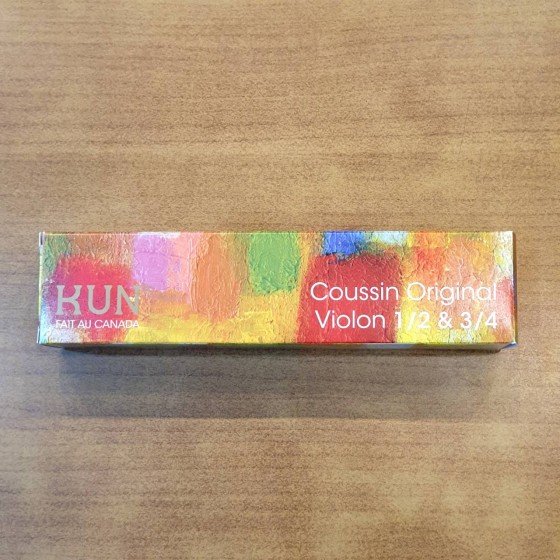 KUN
FAIT AU CANADA
Coussin Original
Violon 1/2 & 3/4